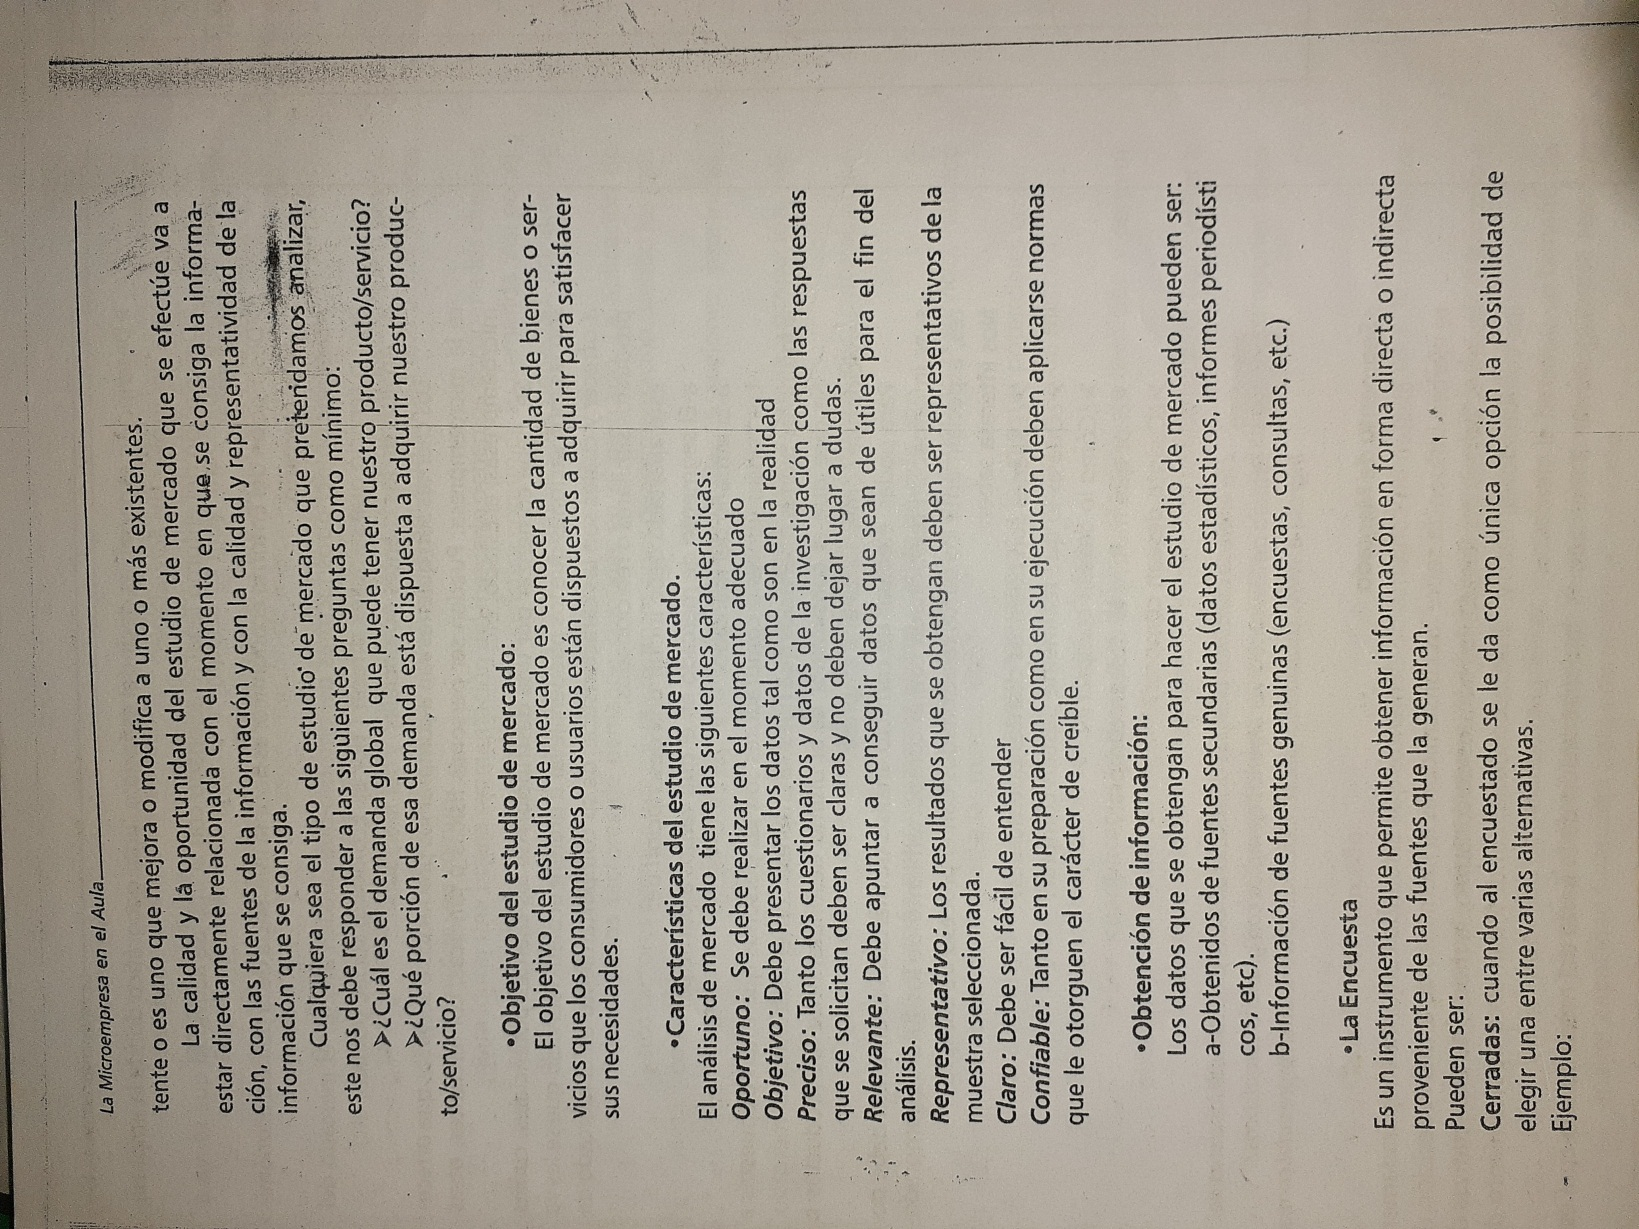 La Microempresa en el Aula
tente o es uno que mejora o modifica a uno o más existentes.
La calidad y la oportunidad del estudio de mercado que se efectúe va a
estar directamente relacionada con el momento en que se consiga la informa-
ción, con las fuentes de la información y con la calidad y representatividad de la
información que se consiga.
Cualquiera sea el tipo de estudio de mercado que pretendamos analizar,
este nos debe responder a las siguientes preguntas como mínimo:
➢¿Cuál es el demanda global que puede tener nuestro producto/servicio?
➢¿Qué porción de esa demanda está dispuesta a adquirir nuestro produc-
to/servicio?
•Objetivo del estudio de mercado:
El objetivo del estudio de mercado es conocer la cantidad de bienes o ser-
vicios que los consumidores o usuarios están dispuestos a adquirir para satisfacer
sus necesidades.
•Características del estudio de mercado.
El análisis de mercado tiene las siguientes características:
Oportuno: Se debe realizar en el momento adecuado
Objetivo: Debe presentar los datos tal como son en la realidad
Preciso: Tanto los cuestionarios y datos de la investigación como las respuestas
que se solicitan deben ser claras y no deben dejar lugar a dudas.
Relevante: Debe apuntar a conseguir datos que sean de útiles para el fin del
análisis.
Representativo: Los resultados que se obtengan deben ser representativos de la
muestra seleccionada.
Claro: Debe ser fácil de entender
Confiable: Tanto en su preparación como en su ejecución deben aplicarse normas
que le otorguen el carácter de creíble.
•Obtención de información:
Los datos que se obtengan para hacer el estudio de mercado pueden ser:
a-Obtenidos de fuentes secundarias (datos estadísticos, informes periodísti
cos, etc).
b-Información de fuentes genuinas (encuestas, consultas, etc.)
•La Encuesta
Es un instrumento que permite obtener información en forma directa o indirecta
proveniente de las fuentes que la generan.
Pueden ser:
Cerradas: cuando al encuestado se le da como única opción la posibilidad de
elegir una entre varias alternativas.
Ejemplo: